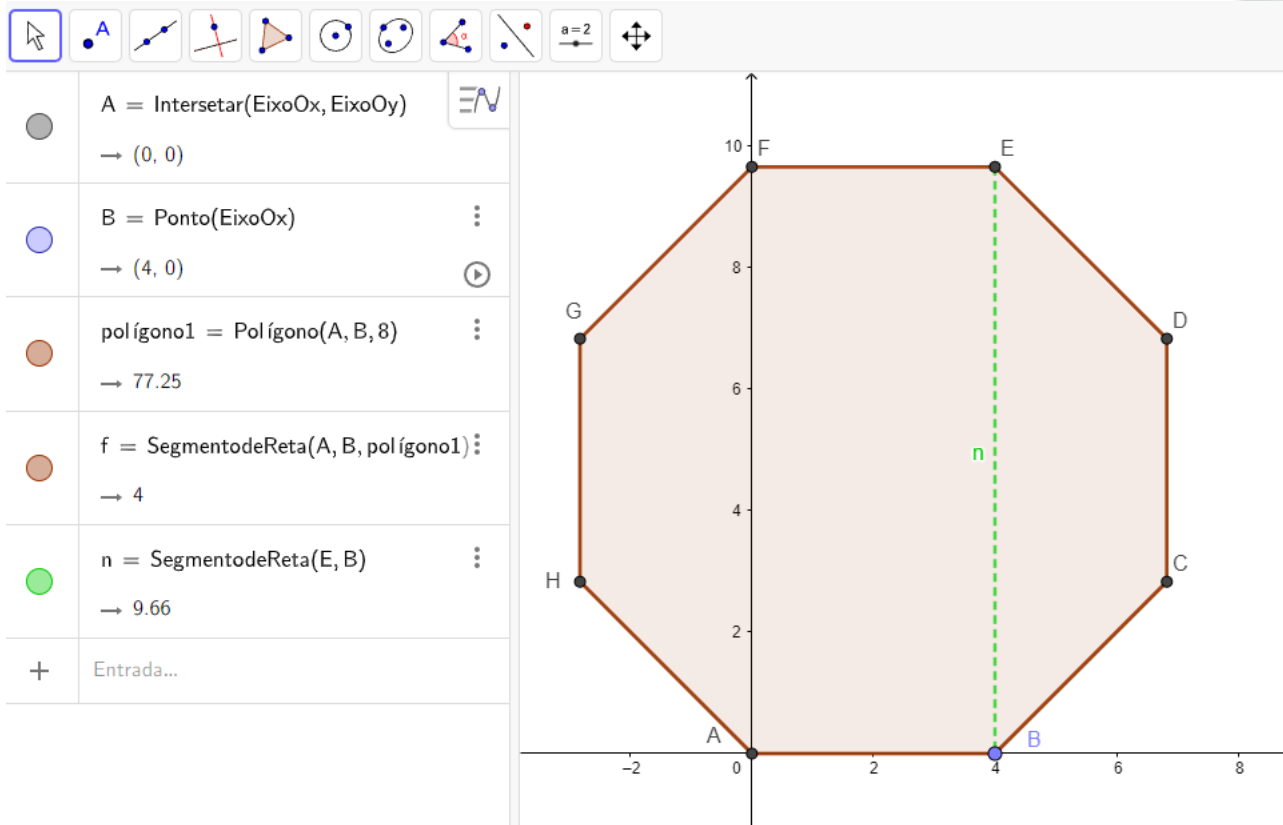 A
α
a = 2
A = Intersetar(EixoOx, EixoOy)
→ (0, 0)
B = Ponto(EixoOx)
→ (4, 0)
polígono1 = Polígono(A, B, 8)
→ 77.25
f = SegmentodeReta(A, B, polígono1)
→ 4
n = SegmentodeReta(E, B)
→ 9.66
+ Entrada...
10
F
E
8
G
D
6
n
4
H
C
2
A
B
−2
0
2
4
6
8